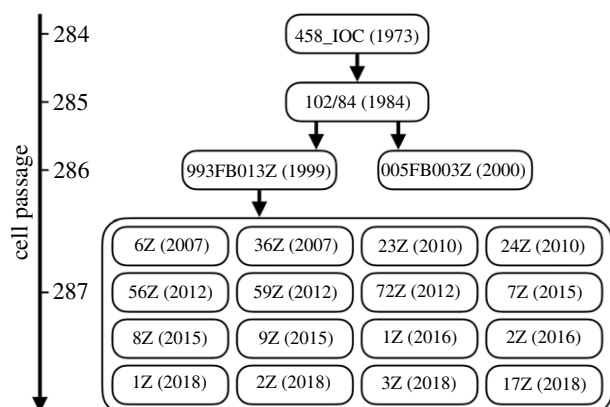 284
458_IOC (1973)
285
102/84 (1984)
286
993FB013Z (1999)
005FB003Z (2000)
cell passage
6Z (2007)
36Z (2007)
23Z (2010)
24Z (2010)
287
56Z (2012)
59Z (2012)
72Z (2012)
7Z (2015)
8Z (2015)
9Z (2015)
1Z (2016)
2Z (2016)
1Z (2018)
2Z (2018)
3Z (2018)
17Z (2018)